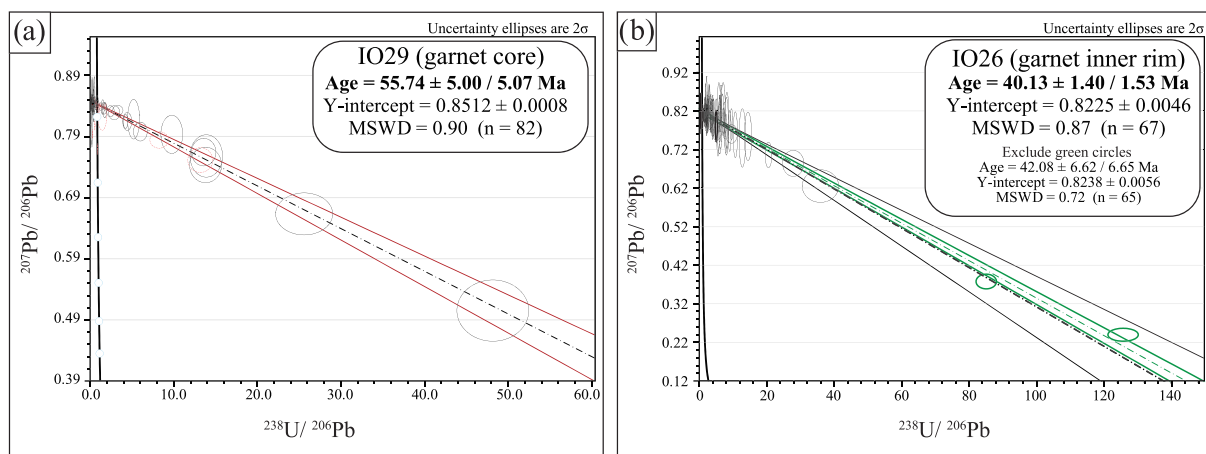 (a)
Uncertainty ellipses are 2σ
IO29 (garnet core)
Age = 55.74 ± 5.00 / 5.07 Ma
Y-intercept = 0.8512 ± 0.0008
MSWD = 0.90 (n = 82)
0.89
0.79
0.69
0.59
0.49
0.39
207Pb/ 206Pb
0.0 10.0 20.0 30.0 40.0 50.0 60.0
238U/ 206Pb
(b)
Uncertainty ellipses are 2σ
IO26 (garnet inner rim)
Age = 40.13 ± 1.40 / 1.53 Ma
Y-intercept = 0.8225 ± 0.0046
MSWD = 0.87 (n = 67)
Exclude green circles
Age = 42.08 ± 6.62 / 6.65 Ma
Y-intercept = 0.8238 ± 0.0056
MSWD = 0.72 (n = 65)
0.92
0.82
0.72
0.62
0.52
0.42
0.32
0.22
0.12
207Pb/ 206Pb
0 20 40 60 80 100 120 140
238U/ 206Pb